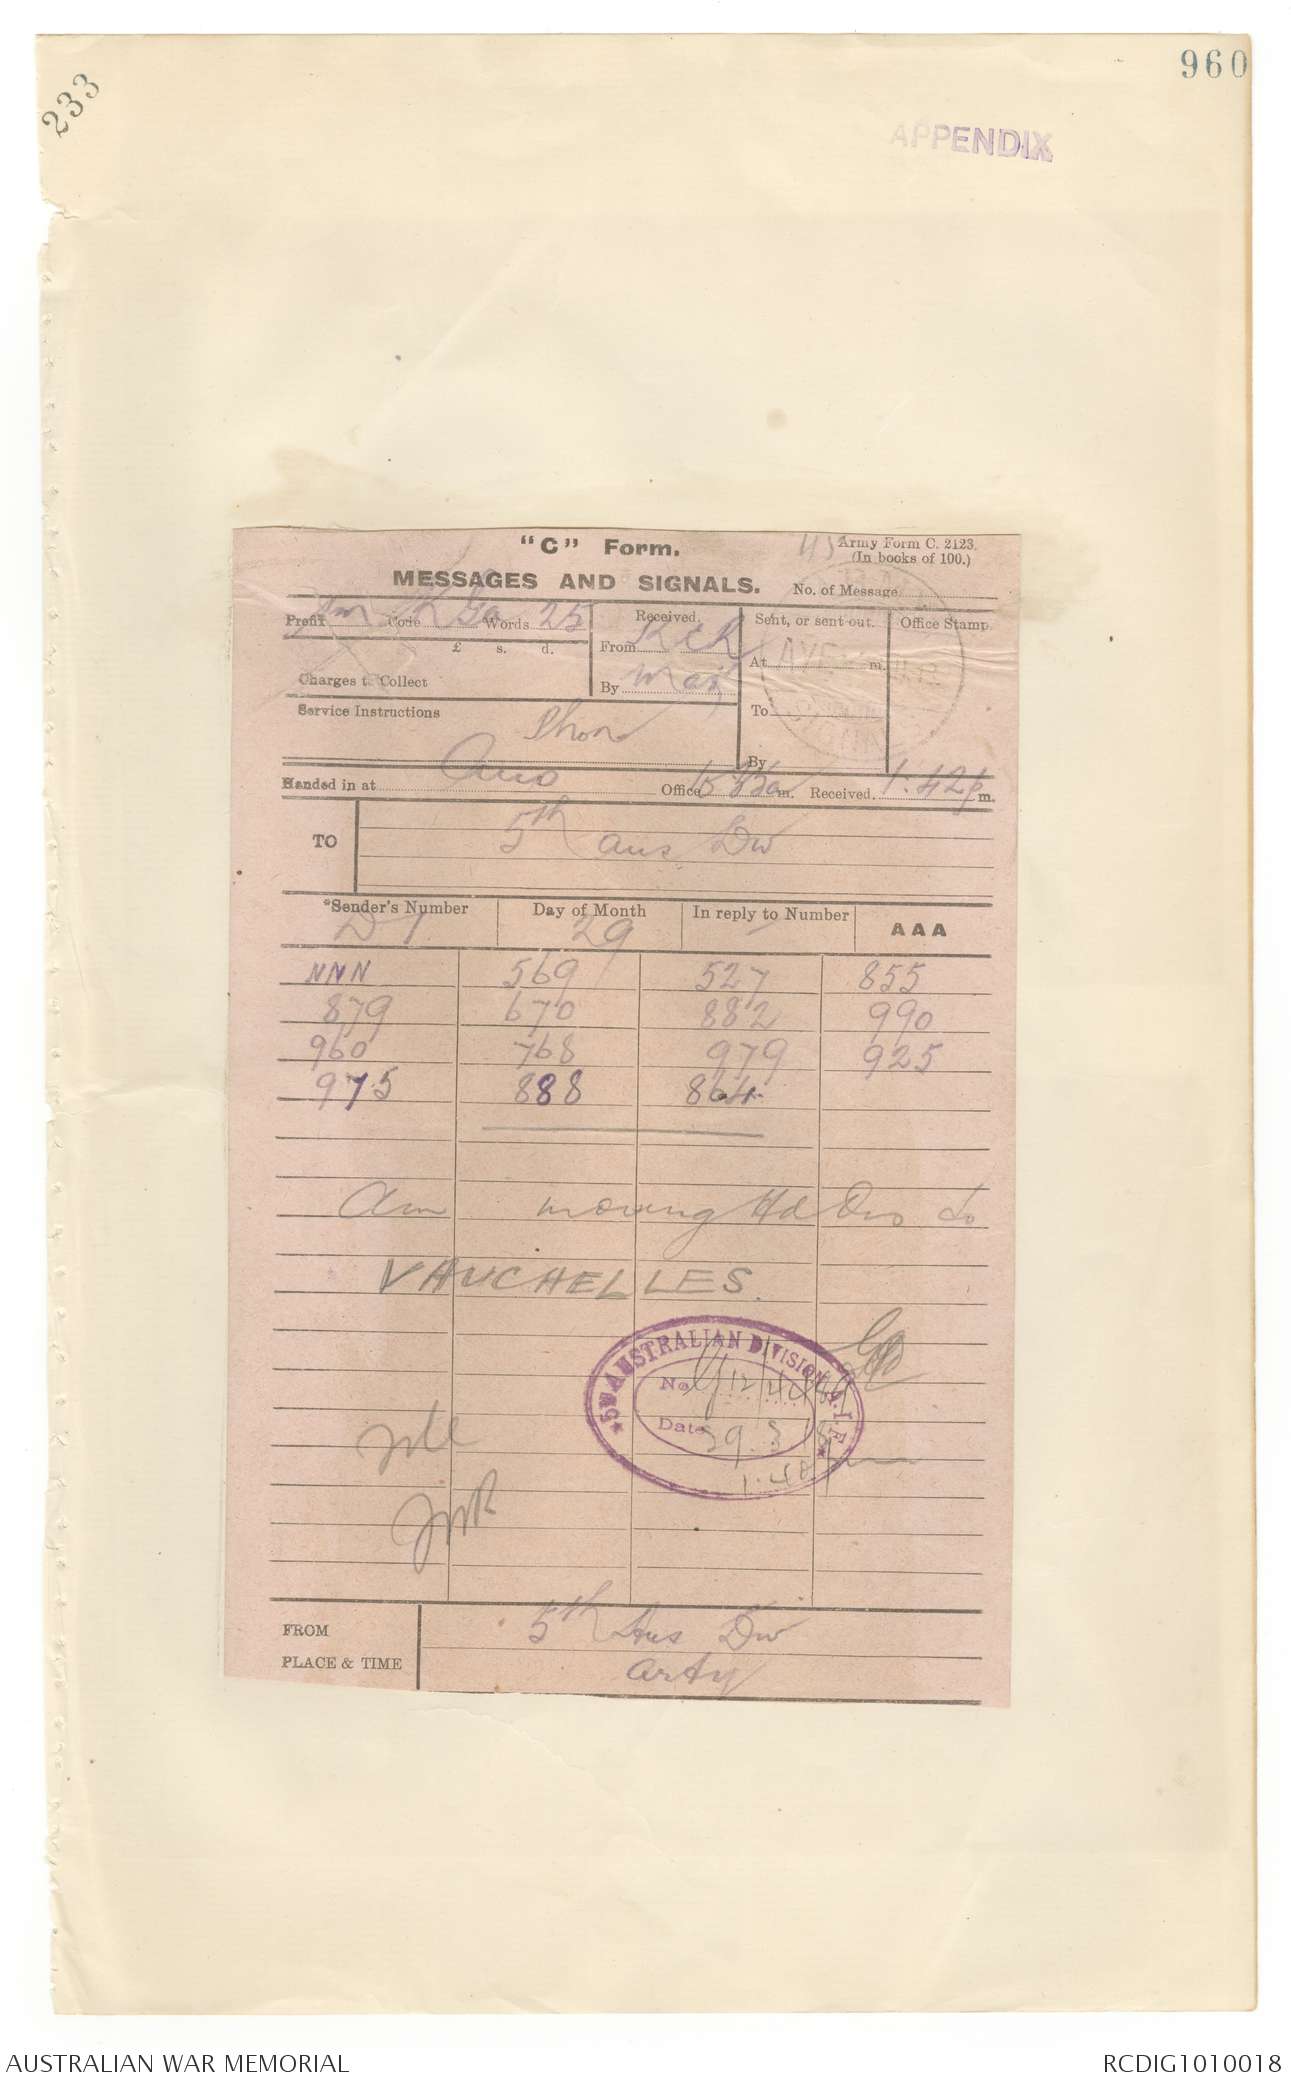 960
233
APPENDIX
"C" Form.
Army Form C. 2123.
(In books of 100.)
MESSAGES AND SIGNALS.
No. of Message
Prefix Sm Code Words 25
Received.
Sent, or sent out.
Office Stamp.
£ s. d.
From
At m.
Charges to Collect
By
To
Service Instructions
Phone
By
Handed in at Office m. Received. 1.42 p m.
TO 5th Aus Div
*Sender's Number
Day of Month
In reply to Number
AAA
29
NNN 569 527 855
879 670 882 990
960 768 979 925
975 888 864
Am moving Hd Qrs to
VAUCHELLES.
5TH AUSTRALIAN DIVISION A.I.F.
No.
Date 29.3.18
FROM 5th Aus Div
PLACE & TIME Arty
AUSTRALIAN WAR MEMORIAL
RCDIG1010018